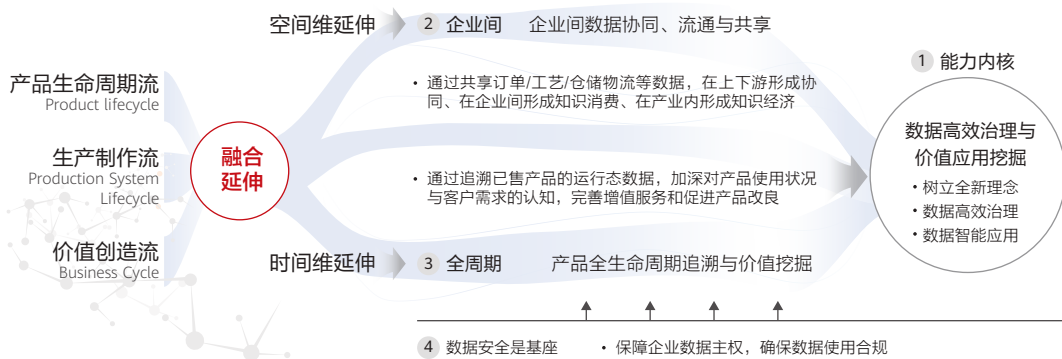 产品生命周期流
Product lifecycle
生产制作流
Production System
Lifecycle
价值创造流
Business Cycle
融合
延伸
空间维延伸
2 企业间 企业间数据协同、流通与共享
• 通过共享订单/工艺/仓储物流等数据，在上下游形成协
同、在企业间形成知识消费、在产业内形成知识经济
• 通过追溯已售产品的运行态数据，加深对产品使用状况
与客户需求的认知，完善增值服务和促进产品改良
时间维延伸
3 全周期 产品全生命周期追溯与价值挖掘
1 能力内核
数据高效治理与
价值应用挖掘
• 树立全新理念
• 数据高效治理
• 数据智能应用
4 数据安全是基座 • 保障企业数据主权，确保数据使用合规